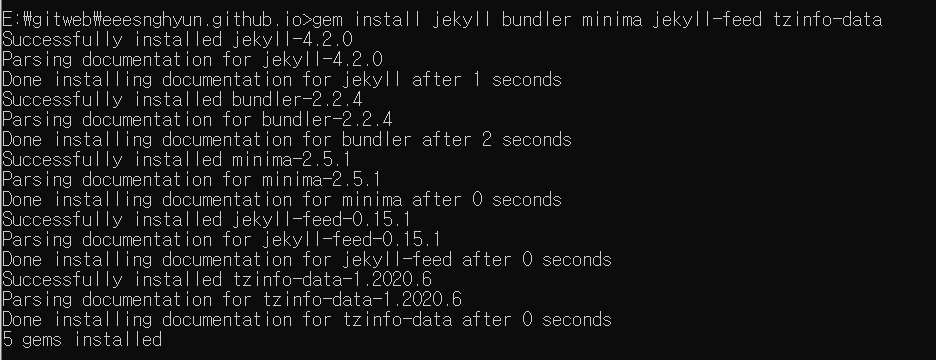 E:₩gitweb₩eeesnghyun.github.io>gem install jekyll bundler minima jekyll-feed tzinfo-data
Successfully installed jekyll-4.2.0
Parsing documentation for jekyll-4.2.0
Done installing documentation for jekyll after 1 seconds
Successfully installed bundler-2.2.4
Parsing documentation for bundler-2.2.4
Done installing documentation for bundler after 2 seconds
Successfully installed minima-2.5.1
Parsing documentation for minima-2.5.1
Done installing documentation for minima after 0 seconds
Successfully installed jekyll-feed-0.15.1
Parsing documentation for jekyll-feed-0.15.1
Done installing documentation for jekyll-feed after 0 seconds
Successfully installed tzinfo-data-1.2020.6
Parsing documentation for tzinfo-data-1.2020.6
Done installing documentation for tzinfo-data after 0 seconds
5 gems installed